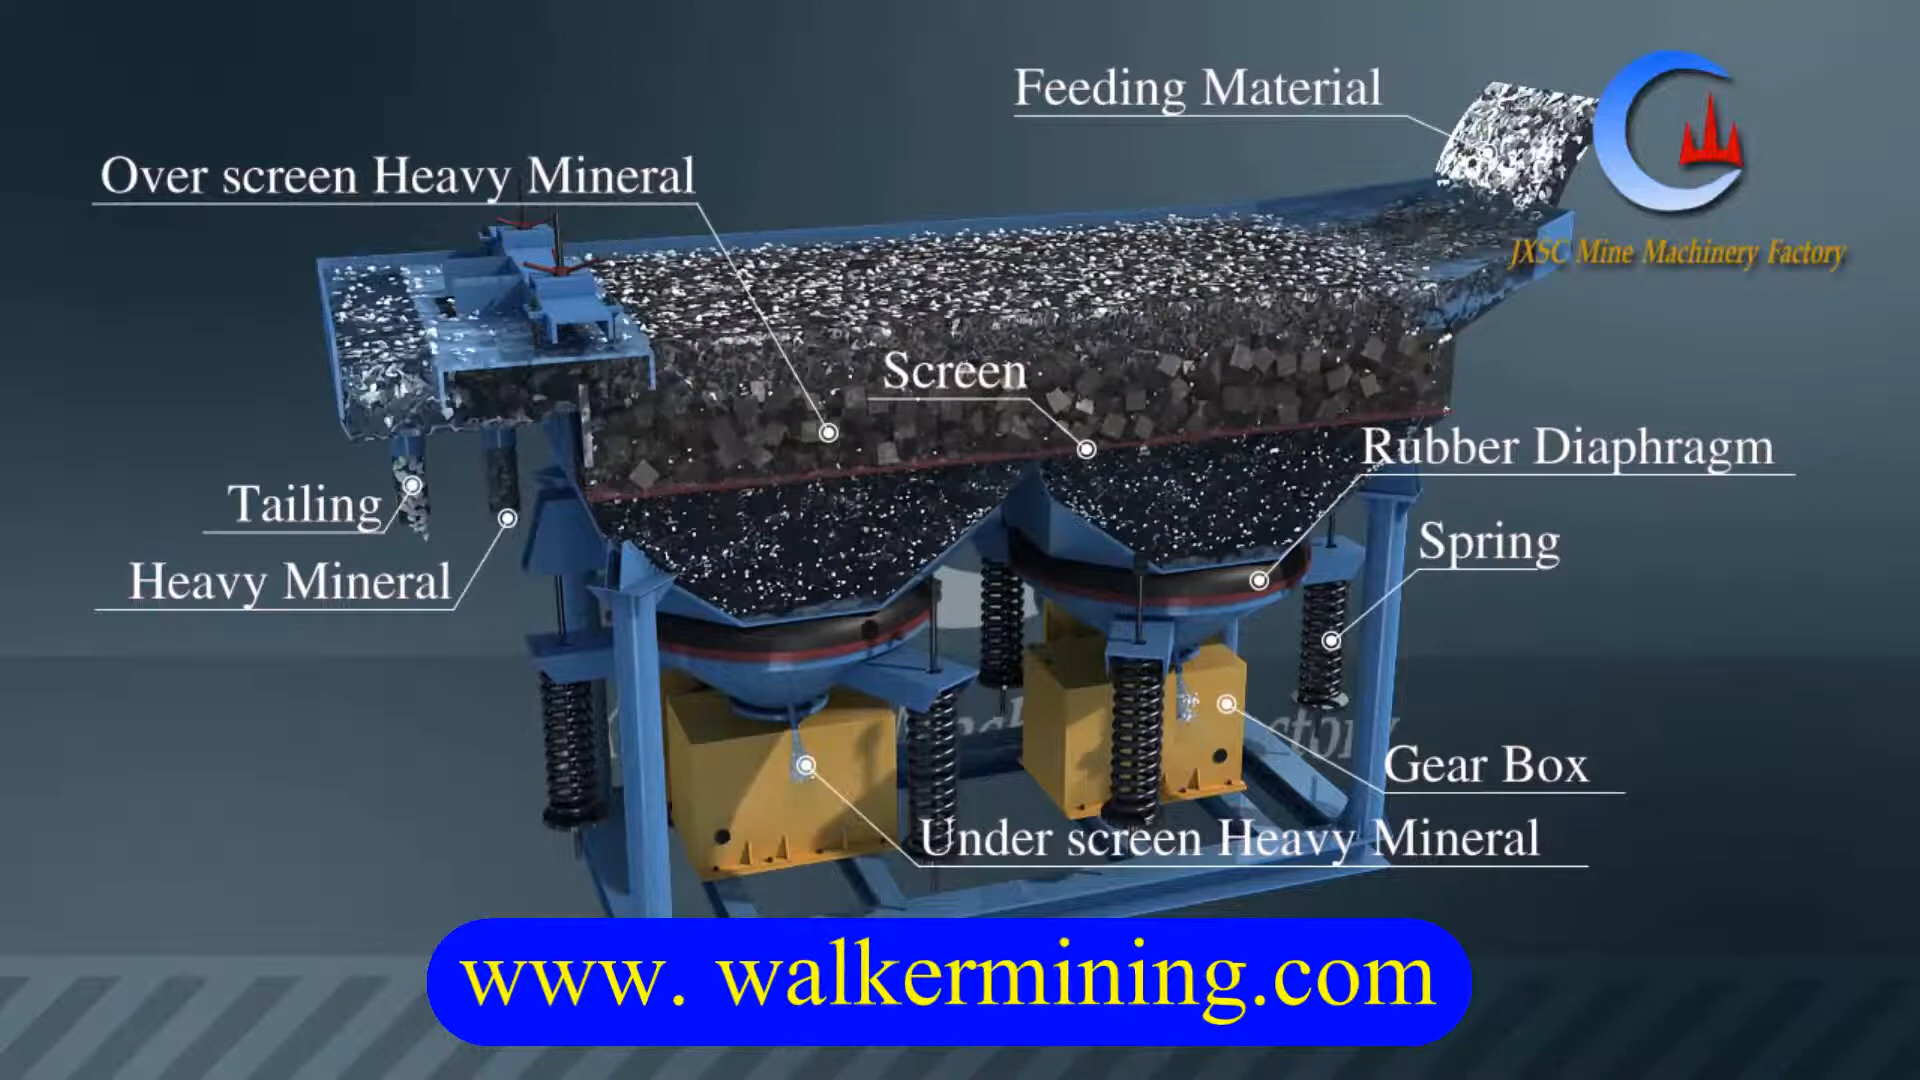 Feeding Material
Over screen Heavy Mineral
JXSC Mine Machinery Factory
Screen
Rubber Diaphragm
Tailing
Spring
Heavy Mineral
Gear Box
Under screen Heavy Mineral
www. walkermining.com